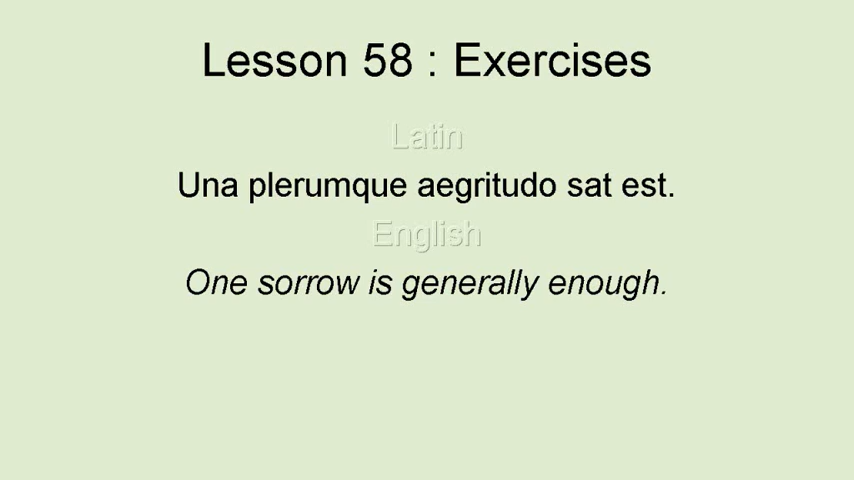 Lesson 58 : Exercises
Latin
Una plerumque aegritudo sat est.
English
One sorrow is generally enough.